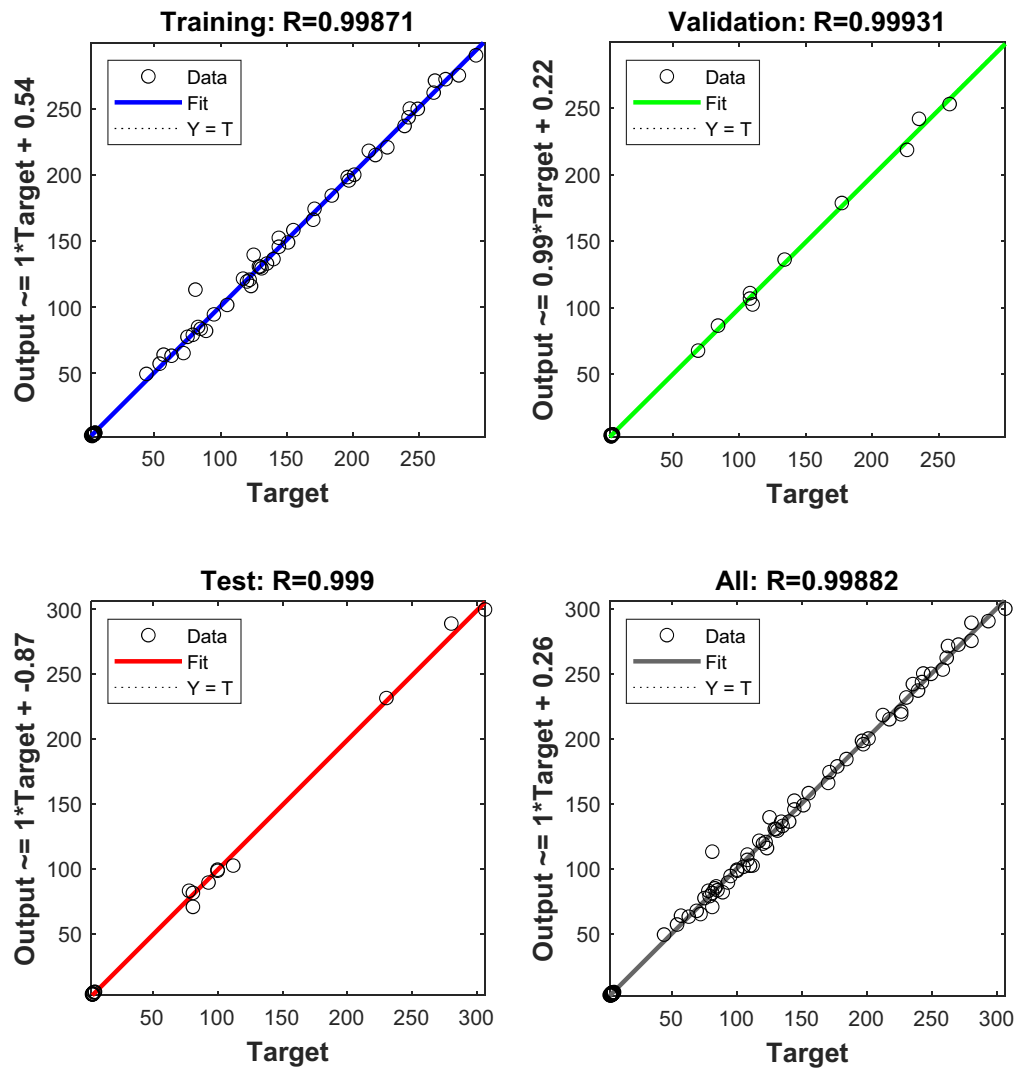 Training: R=0.99871
Output ~= 1*Target + 0.54
Data
Fit
Y = T
250
200
150
100
50
50 100 150 200 250
Target
Validation: R=0.99931
Output ~= 0.99*Target + 0.22
Data
Fit
Y = T
250
200
150
100
50
50 100 150 200 250
Target
Test: R=0.999
Output ~= 1*Target + -0.87
Data
Fit
Y = T
300
250
200
150
100
50
50 100 150 200 250 300
Target
All: R=0.99882
Output ~= 1*Target + 0.26
Data
Fit
Y = T
300
250
200
150
100
50
50 100 150 200 250 300
Target